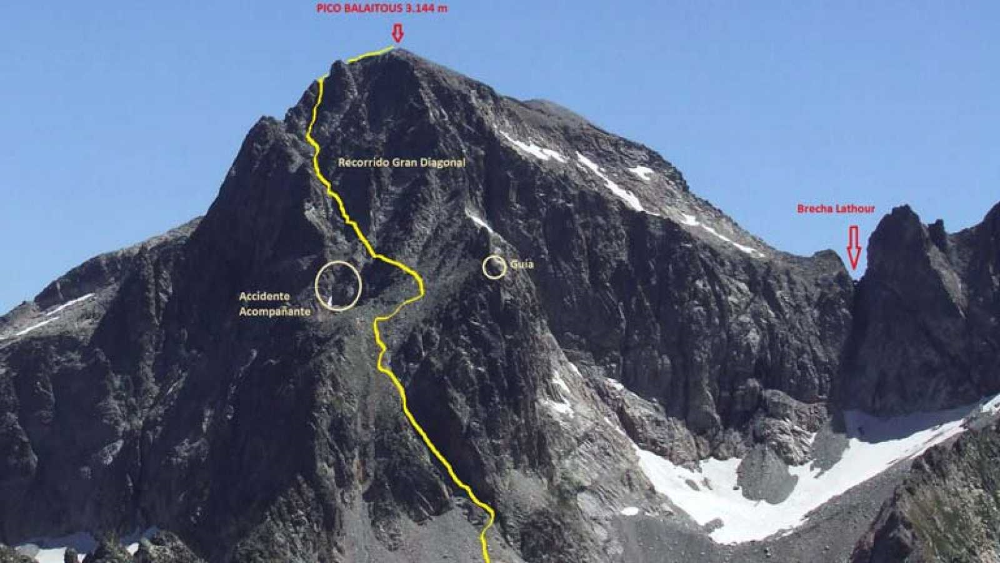 PICO BALAITOUS 3.144 m
Recorrido Gran Diagonal
Brecha Lathour
Guía
Accidente
Acompañante